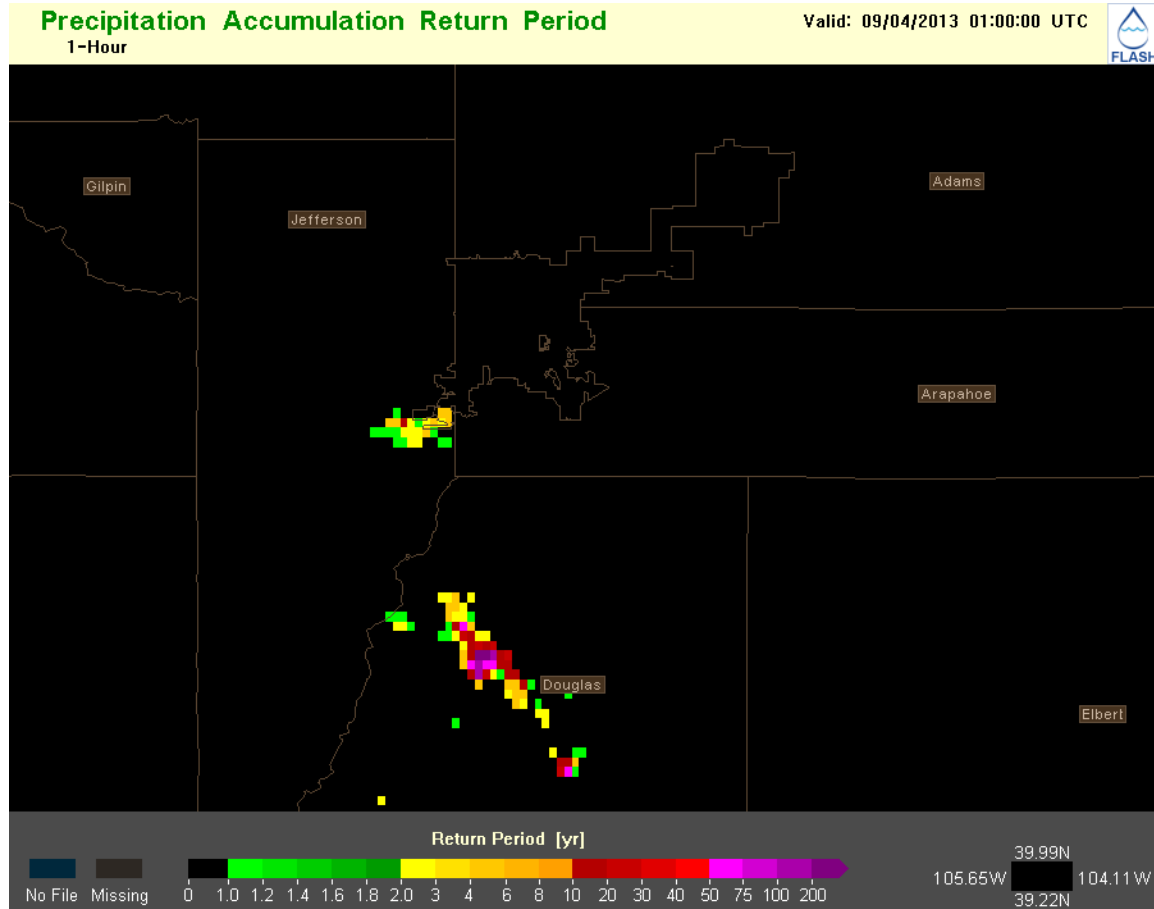 Precipitation Accumulation Return Period
Valid: 09/04/2013 01:00:00 UTC
1-Hour
FLASH
Gilpin
Adams
Jefferson
Arapahoe
Douglas
Elbert
Return Period [yr]
No File
Missing
0 1.0 1.2 1.4 1.6 1.8 2.0 3 4 6 8 10 20 30 40 50 75 100 200
39.99N
105.65W
104.11W
39.22N